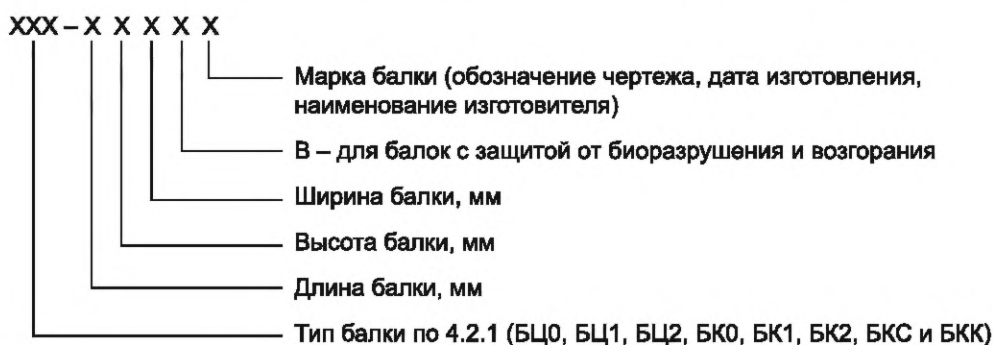 XXX – X X X X X
Марка балки (обозначение чертежа, дата изготовления,
наименование изготовителя)
В – для балок с защитой от биоразрушения и возгорания
Ширина балки, мм
Высота балки, мм
Длина балки, мм
Тип балки по 4.2.1 (БЦ0, БЦ1, БЦ2, БК0, БК1, БК2, БКС и БКК)